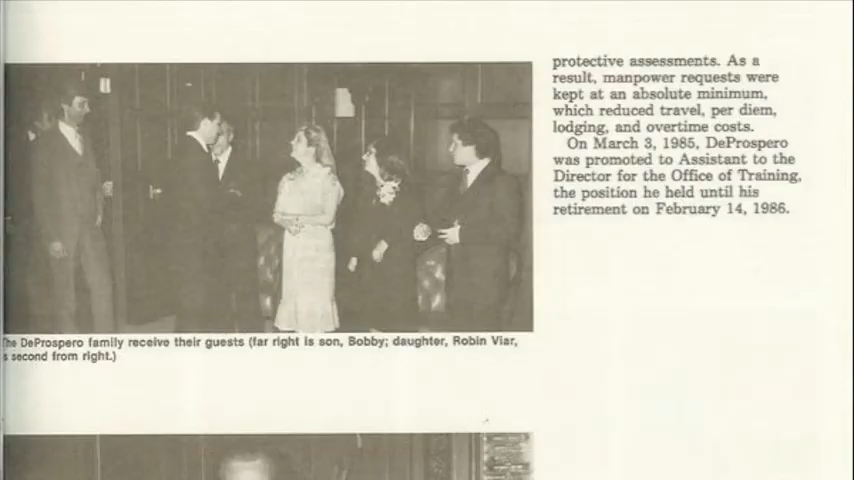 protective assessments. As a
result, manpower requests were
kept at an absolute minimum,
which reduced travel, per diem,
lodging, and overtime costs.
On March 3, 1985, DeProspero
was promoted to Assistant to the
Director for the Office of Training,
the position he held until his
retirement on February 14, 1986.
The DeProspero family receive their guests (far right is son, Bobby; daughter, Robin Viar,
s second from right.)